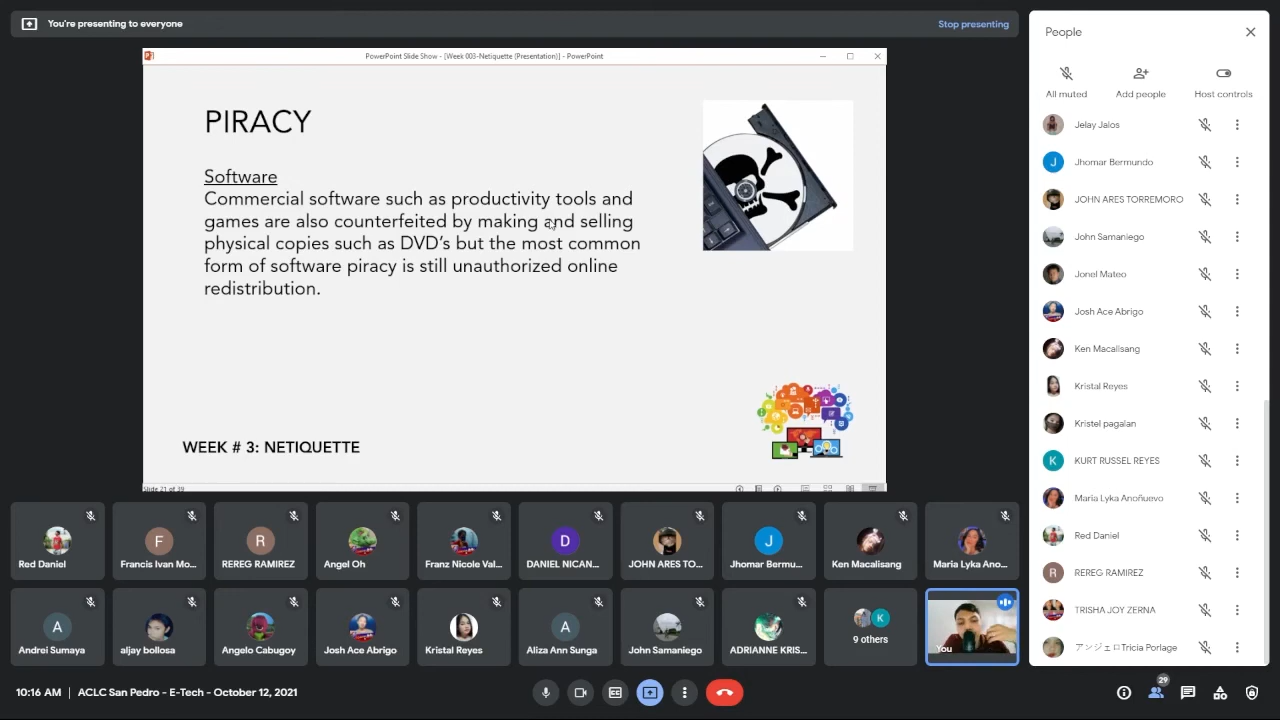 You're presenting to everyone
Stop presenting
PowerPoint Slide Show - [Week 003-Netiquette (Presentation)] - PowerPoint
PIRACY
Software
Commercial software such as productivity tools and
games are also counterfeited by making and selling
physical copies such as DVD's but the most common
form of software piracy is still unauthorized online
redistribution.
WEEK # 3: NETIQUETTE
Slide 21 of 39
Red Daniel
F
Francis Ivan Mo...
R
REREG RAMIREZ
Angel Oh
Franz Nicole Val...
D
DANIEL NICAN...
JOHN ARES TO...
J
Jhomar Bermu...
Ken Macalisang
Maria Lyka Ano...
A
Andrei Sumaya
aljay bollosa
Angelo Cabugoy
Josh Ace Abrigo
Kristal Reyes
A
Aliza Ann Sunga
John Samaniego
ADRIANNE KRIS...
K
9 others
You
10:16 AM | ACLC San Pedro - E-Tech - October 12, 2021
People
All muted
Add people
Host controls
Jelay Jalos
J
Jhomar Bermundo
JOHN ARES TORREMORO
John Samaniego
Jonel Mateo
Josh Ace Abrigo
Ken Macalisang
Kristal Reyes
Kristel pagaian
K
KURT RUSSEL REYES
Maria Lyka Anoñuevo
Red Daniel
R
REREG RAMIREZ
TRISHA JOY ZERNA
アンジェロTricia Porlage
29